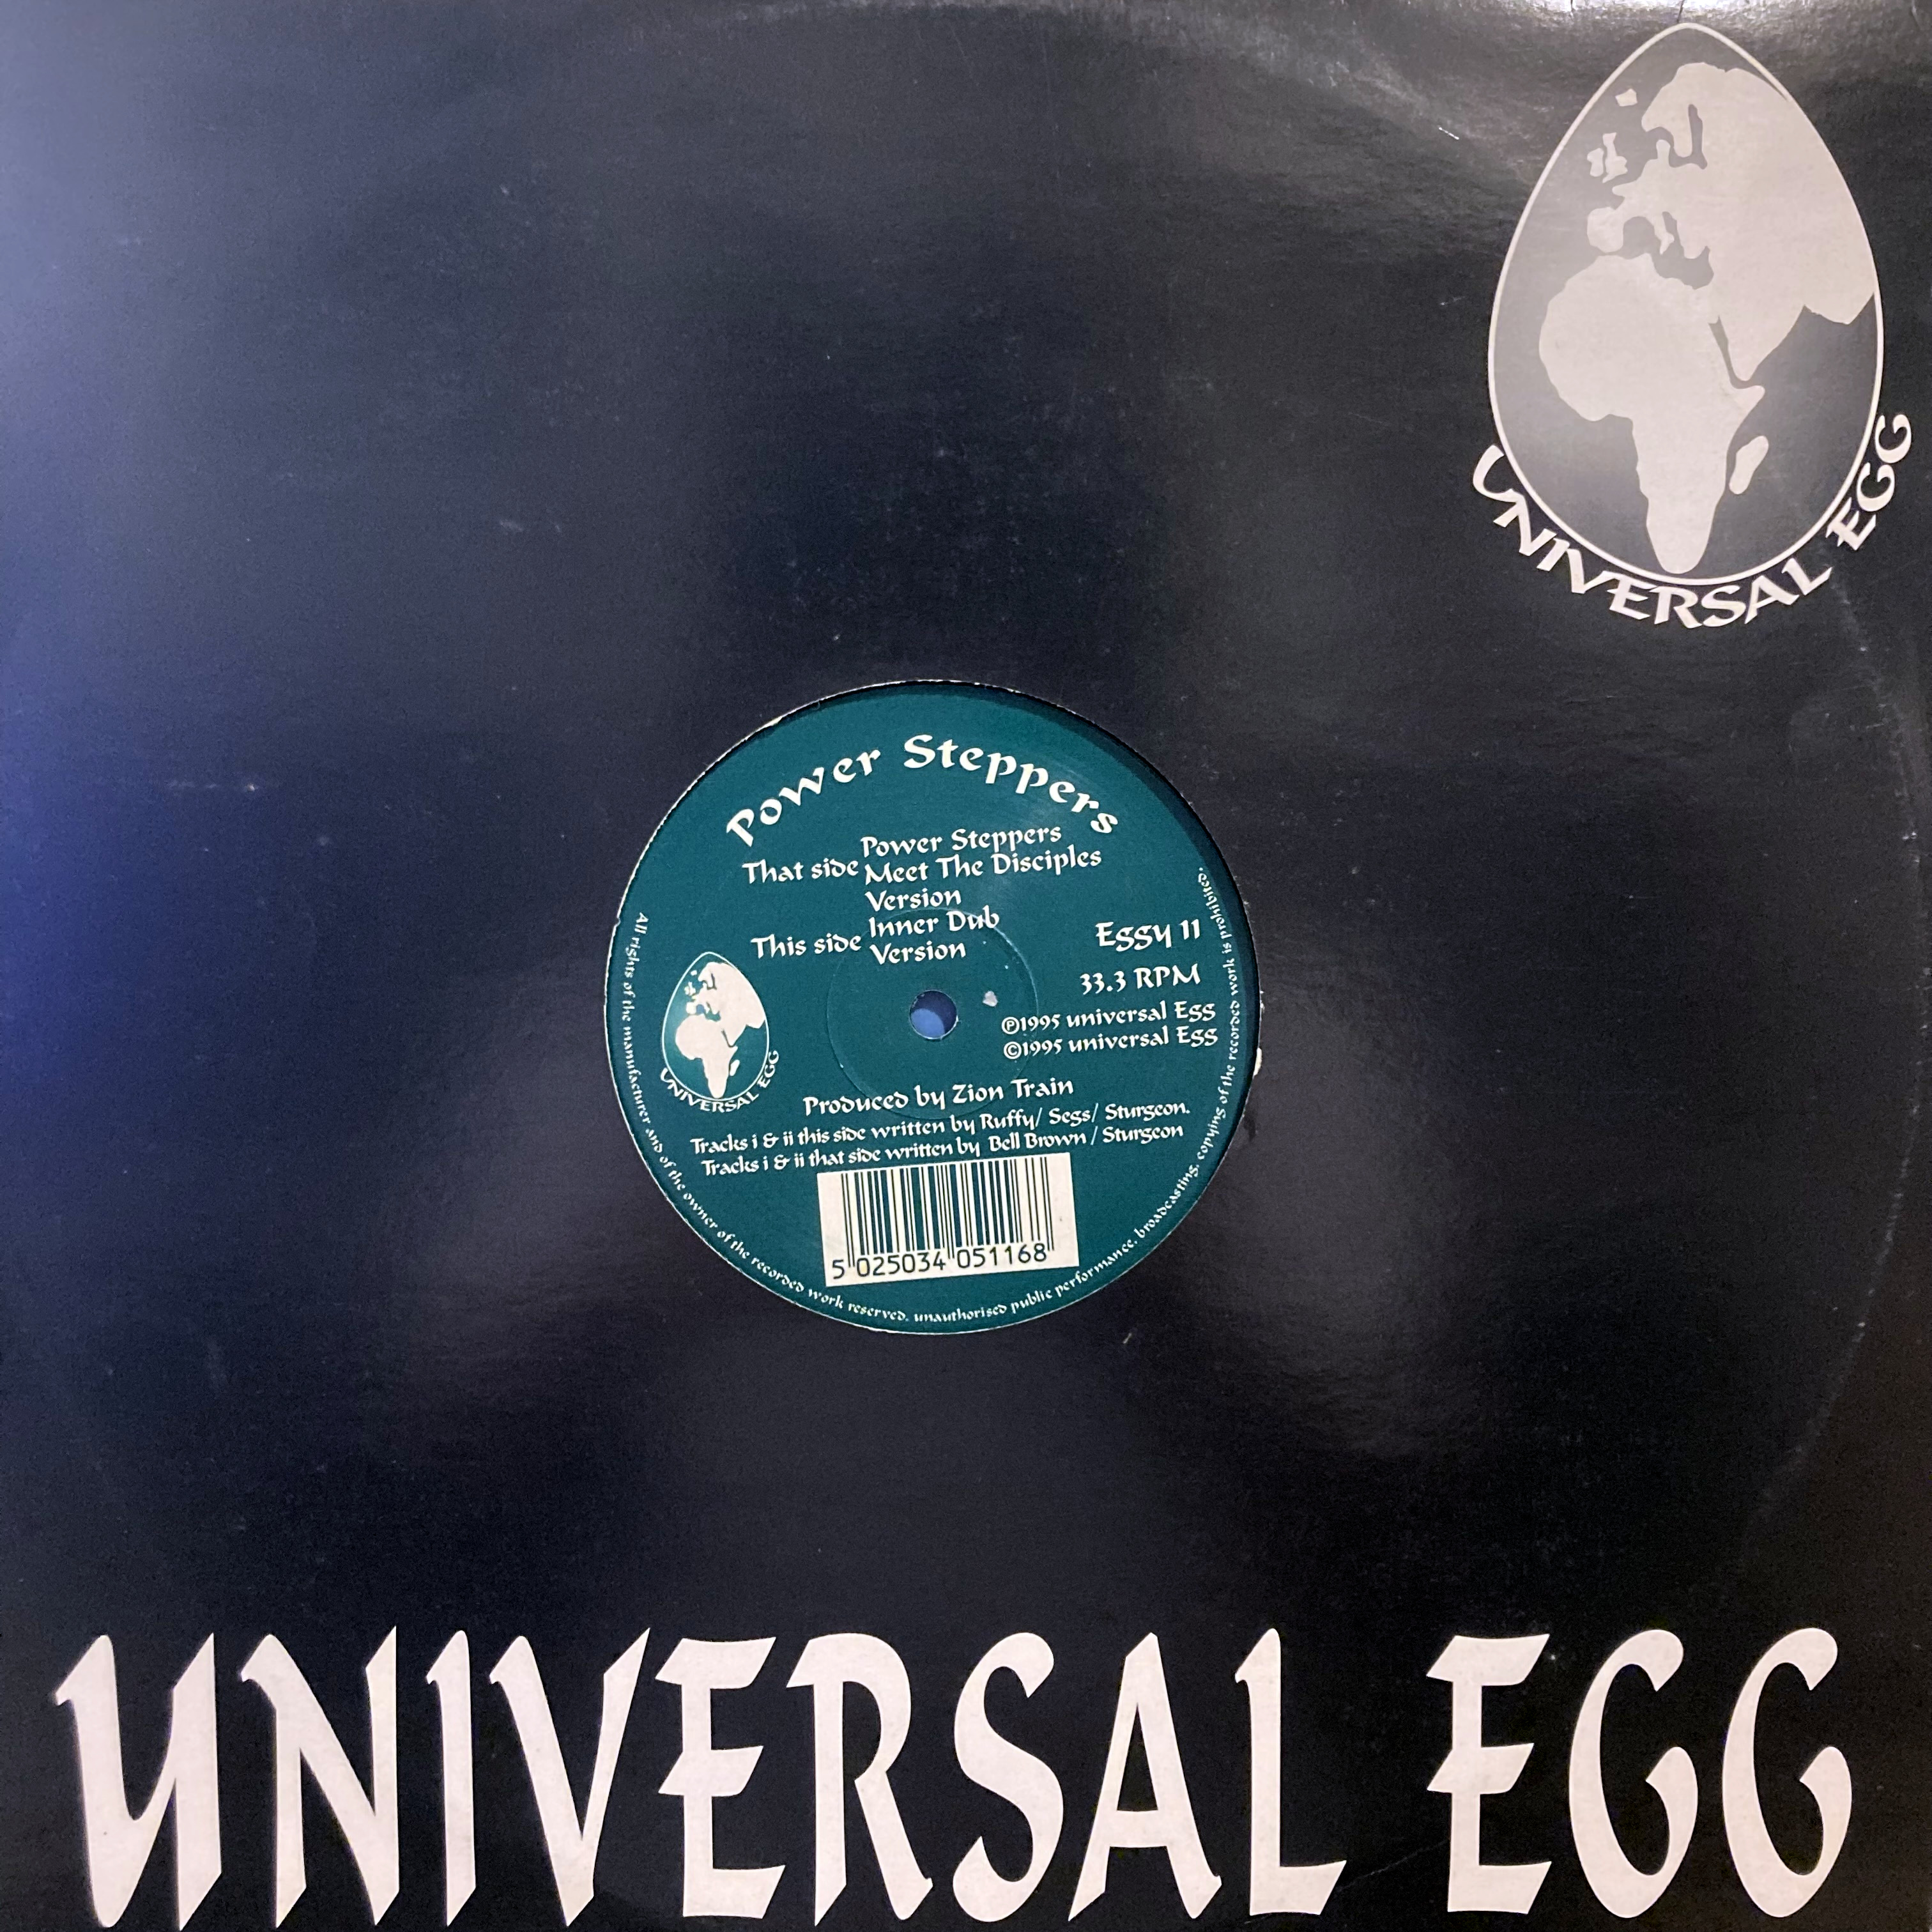 UNIVERSAL EGG
Power Steppers
That side
Power Steppers
Meet The Disciples
Version
This side
Inner Dub
Version
Eggy 11
33.3 RPM
℗1995 universal Egg
©1995 universal Egg
UNIVERSAL EGG
Produced by Zion Train
Tracks i & ii this side written by Ruffy/ Segs/ Sturgeon.
Tracks i & ii that side written by Bell Brown / Sturgeon
5 025034 051168
All rights of the manufacturer and of the owner of the recorded work reserved. unauthorised public performance. broadcasting. copying of the recorded work is prohibited.
UNIVERSAL EGG